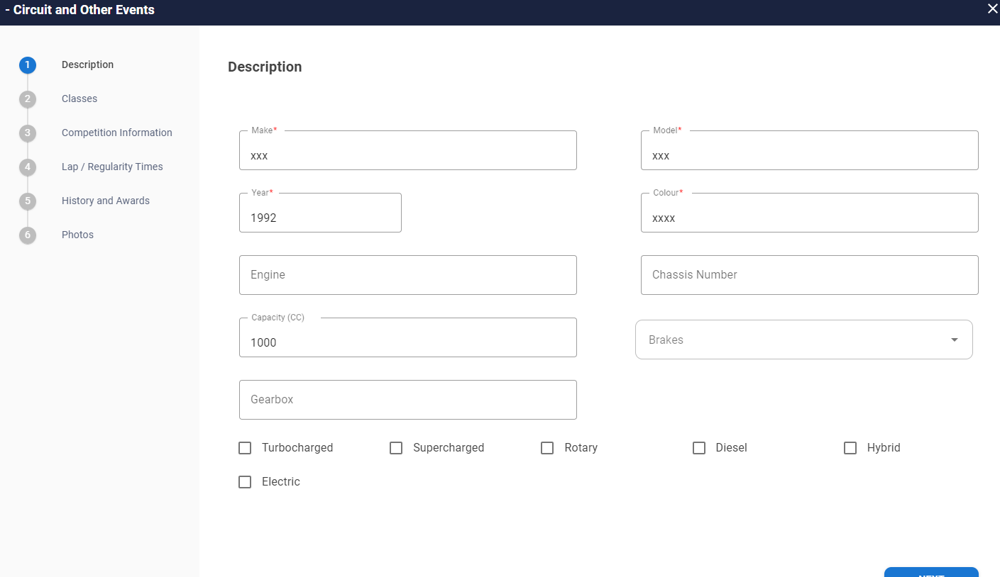 - Circuit and Other Events
1 Description
2 Classes
3 Competition Information
4 Lap / Regularity Times
5 History and Awards
6 Photos
Description
Make*
xxx
Model*
xxx
Year*
1992
Colour*
xxxx
Engine
Chassis Number
Capacity (CC)
1000
Brakes
Gearbox
Turbocharged
Supercharged
Rotary
Diesel
Hybrid
Electric
NEXT